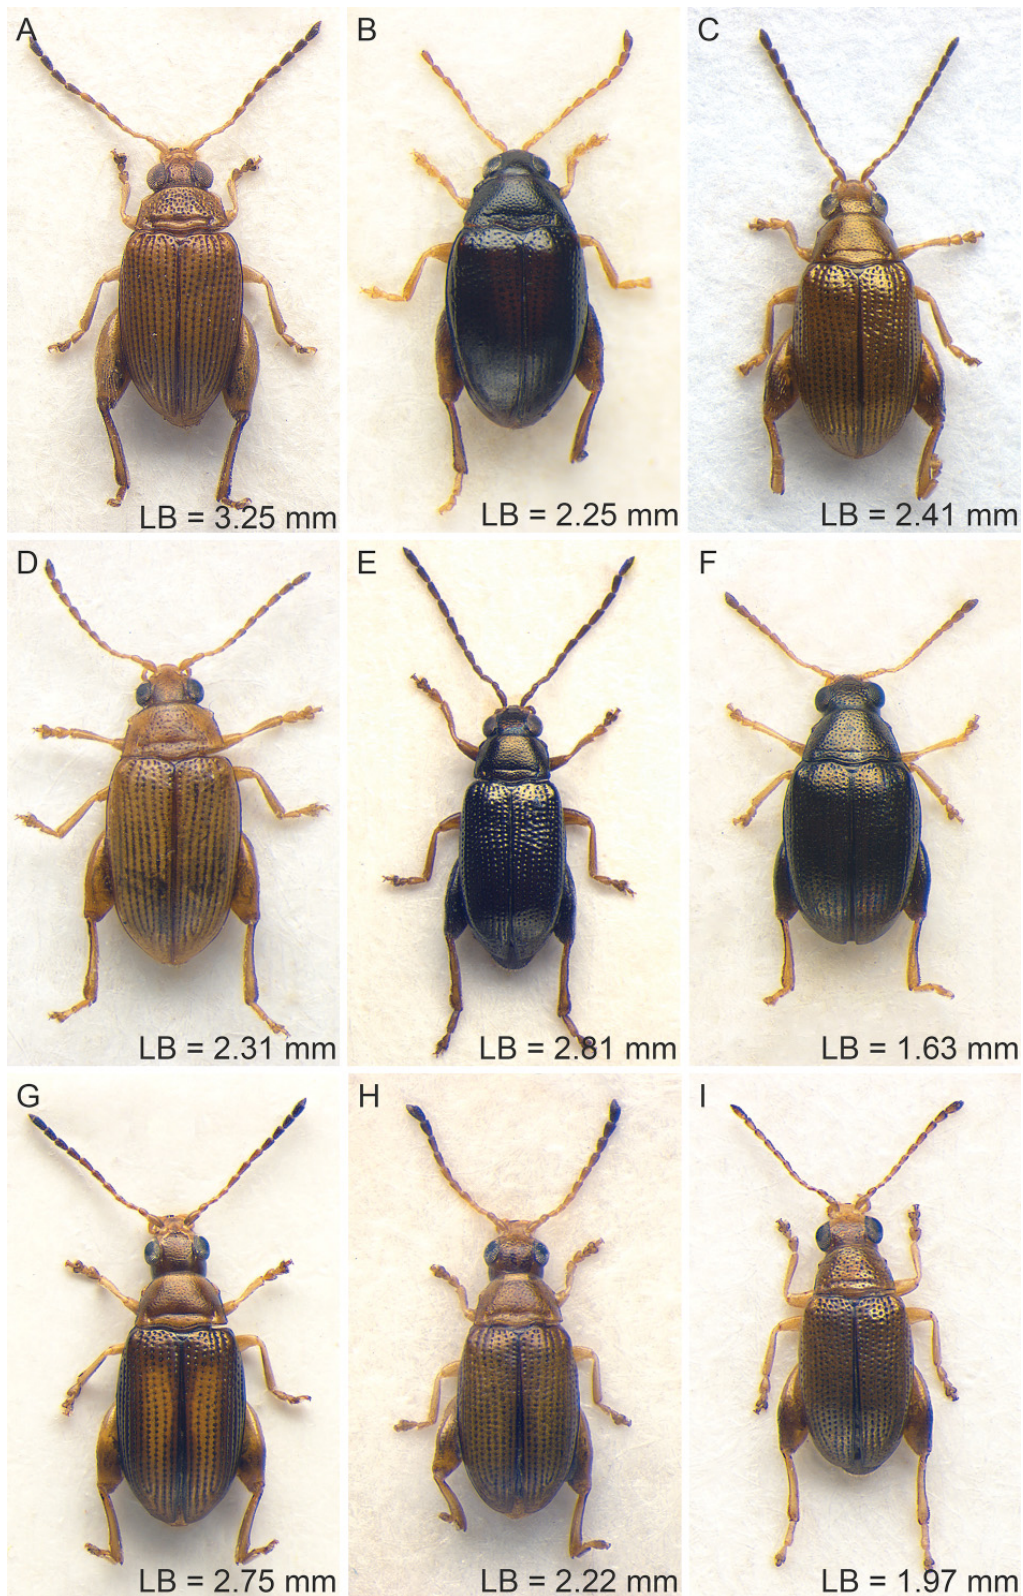 A
B
C
LB = 3.25 mm
LB = 2.25 mm
LB = 2.41 mm
D
E
F
LB = 2.31 mm
LB = 2.81 mm
LB = 1.63 mm
G
H
I
LB = 2.75 mm
LB = 2.22 mm
LB = 1.97 mm